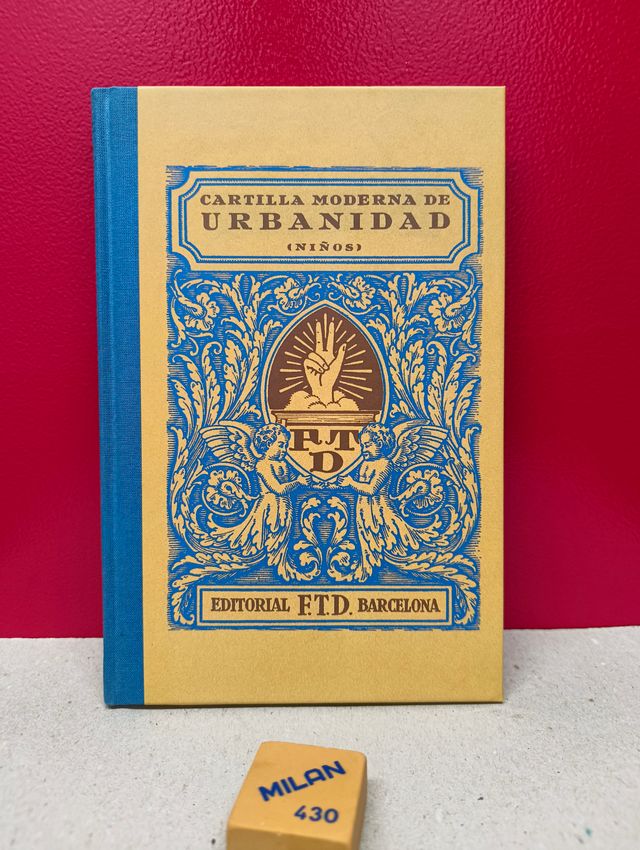 CARTILLA MODERNA DE
URBANIDAD
(NIÑOS)
F.T.
D
EDITORIAL F.T.D. BARCELONA
MILAN
430